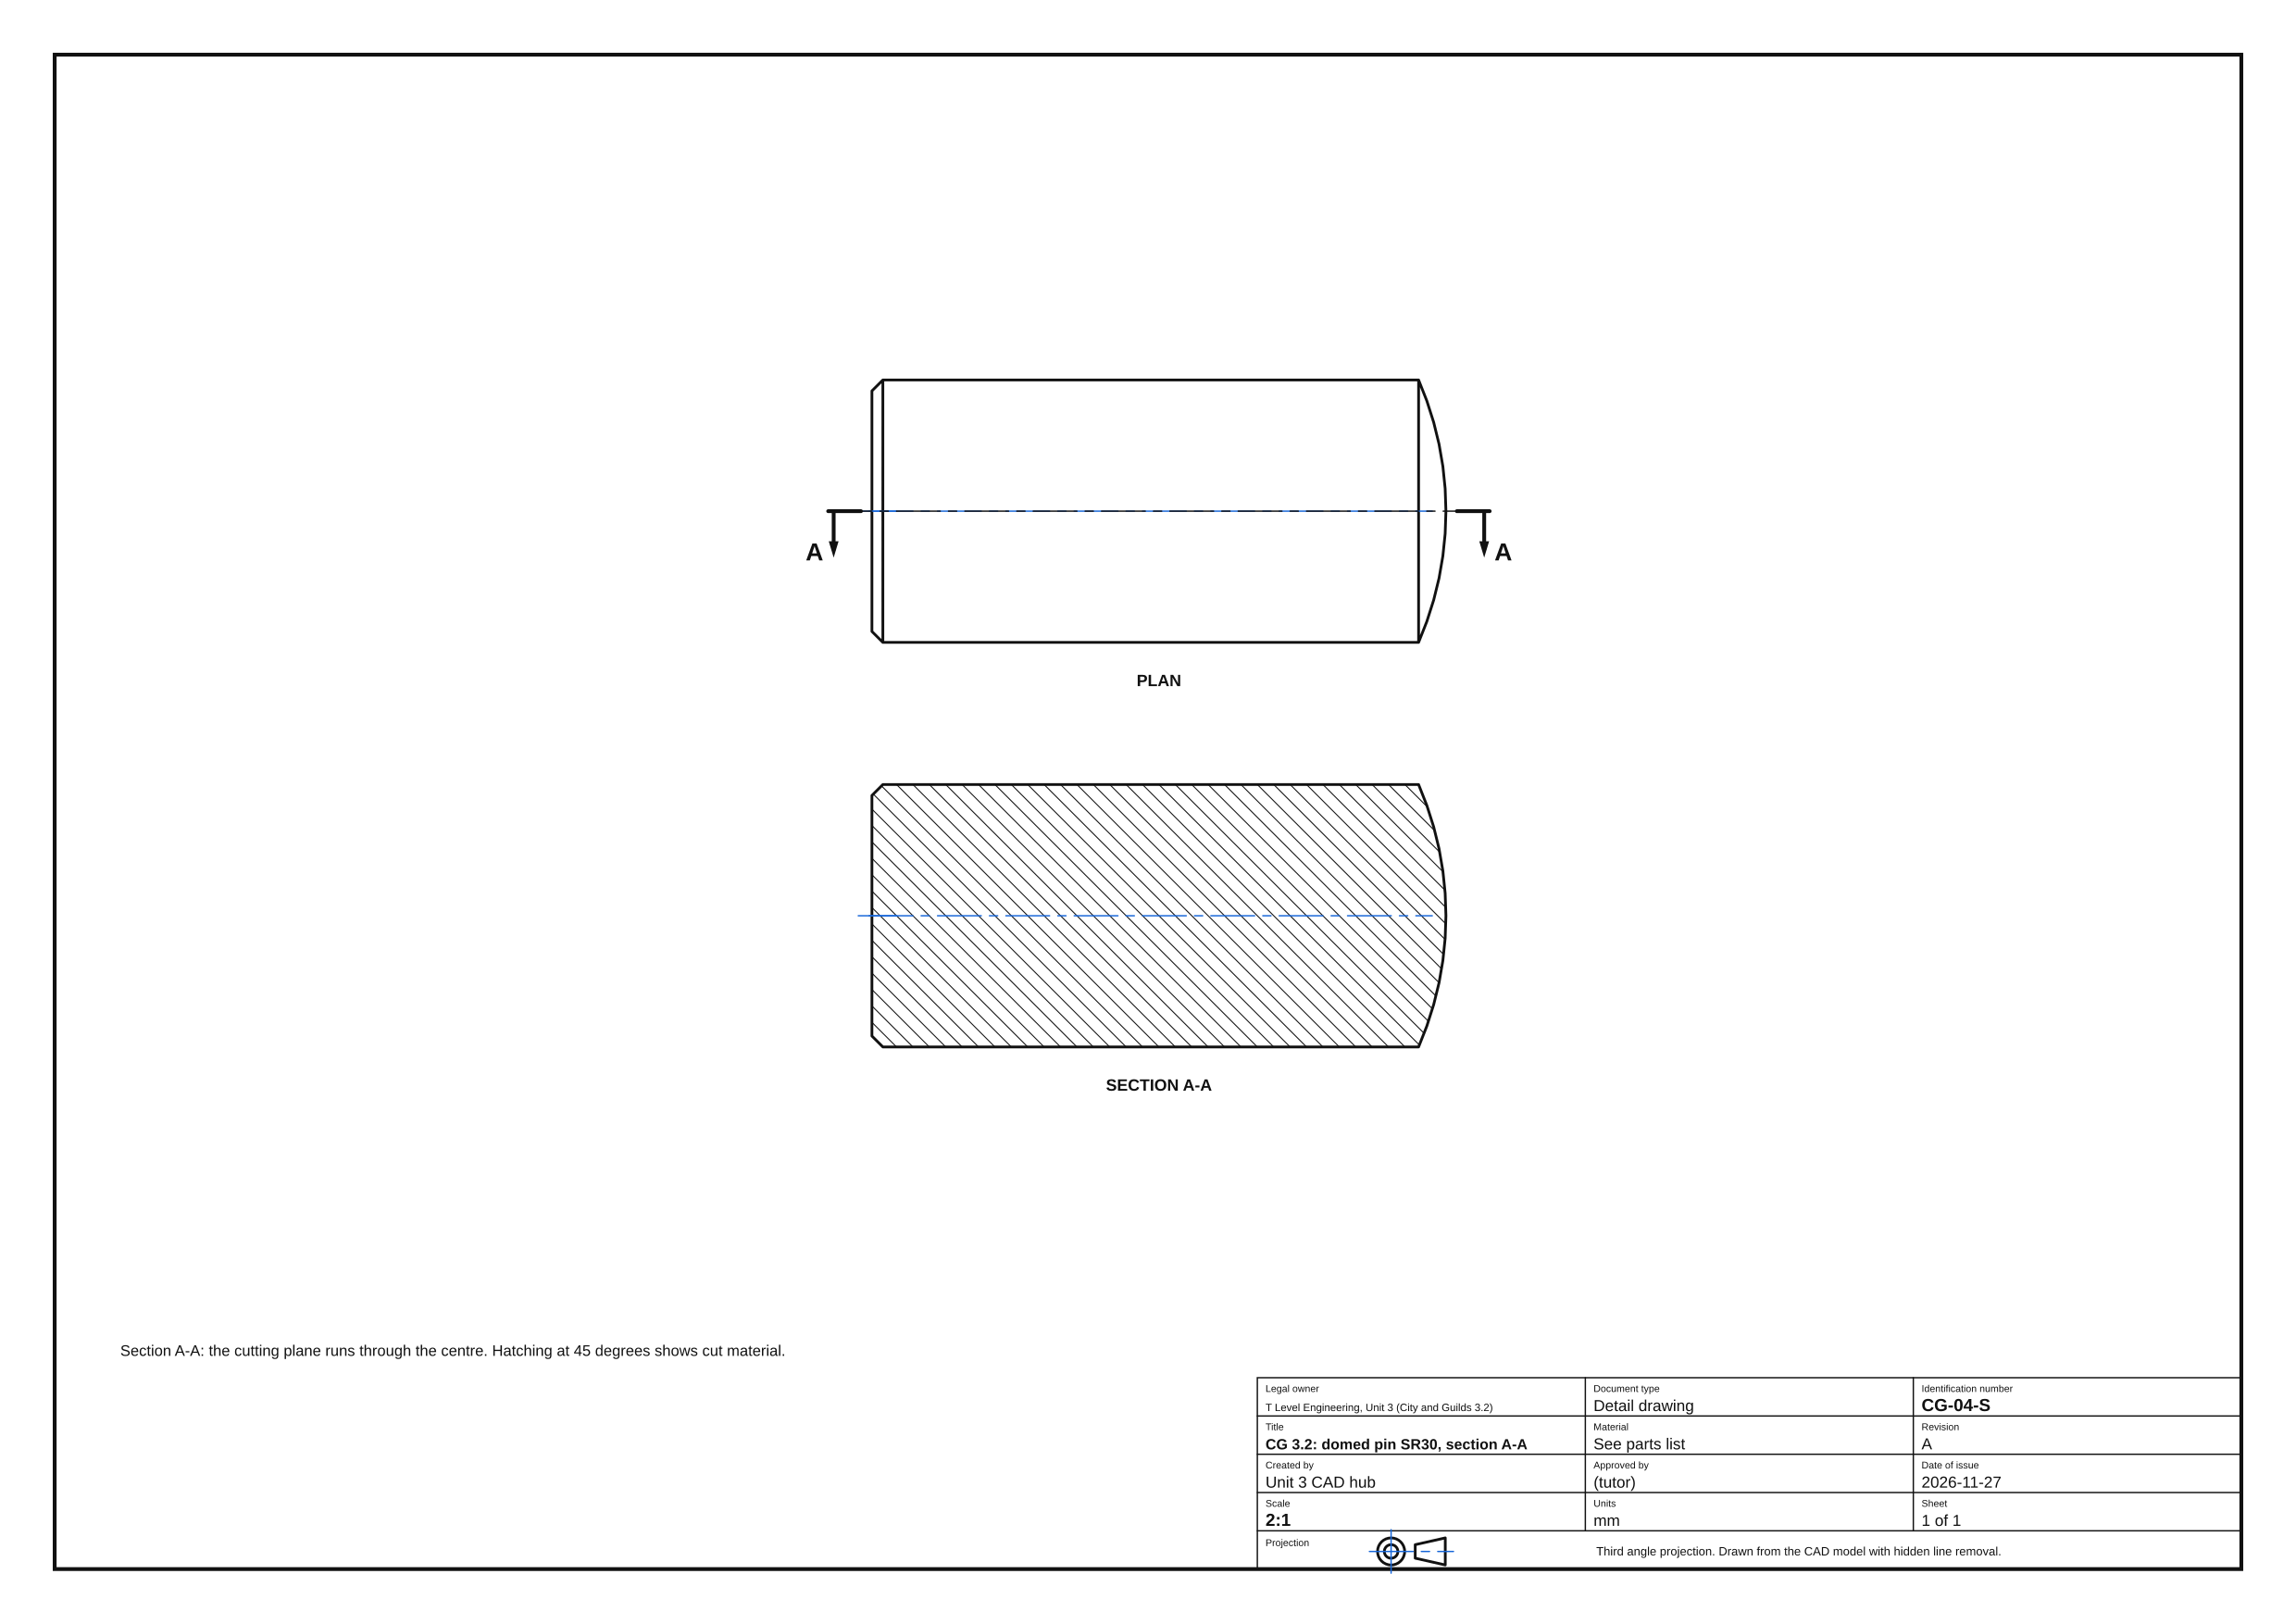 A
A
PLAN
SECTION A-A
Section A-A: the cutting plane runs through the centre. Hatching at 45 degrees shows cut material.
Legal owner
T Level Engineering, Unit 3 (City and Guilds 3.2)
Document type
Detail drawing
Identification number
CG-04-S
Title
CG 3.2: domed pin SR30, section A-A
Material
See parts list
Revision
A
Created by
Unit 3 CAD hub
Approved by
(tutor)
Date of issue
2026-11-27
Scale
2:1
Units
mm
Sheet
1 of 1
Projection
Third angle projection. Drawn from the CAD model with hidden line removal.